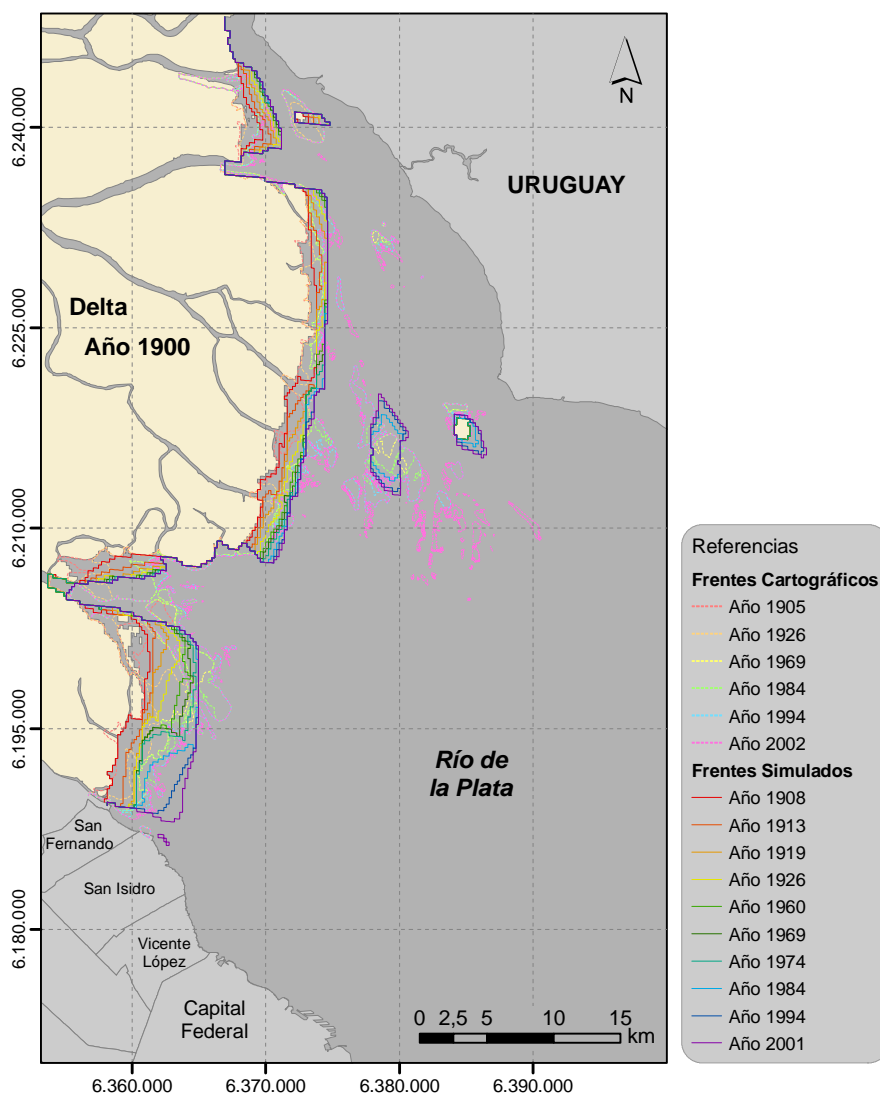 N
6.240.000
URUGUAY
Delta
Año 1900
6.225.000
6.210.000
6.195.000
Río de
la Plata
San
Fernando
San Isidro
6.180.000
Vicente
López
Capital
Federal
0 2,5 5 10 15
km
6.360.000 6.370.000 6.380.000 6.390.000
Referencias
Frentes Cartográficos
Año 1905
Año 1926
Año 1969
Año 1984
Año 1994
Año 2002
Frentes Simulados
Año 1908
Año 1913
Año 1919
Año 1926
Año 1960
Año 1969
Año 1974
Año 1984
Año 1994
Año 2001